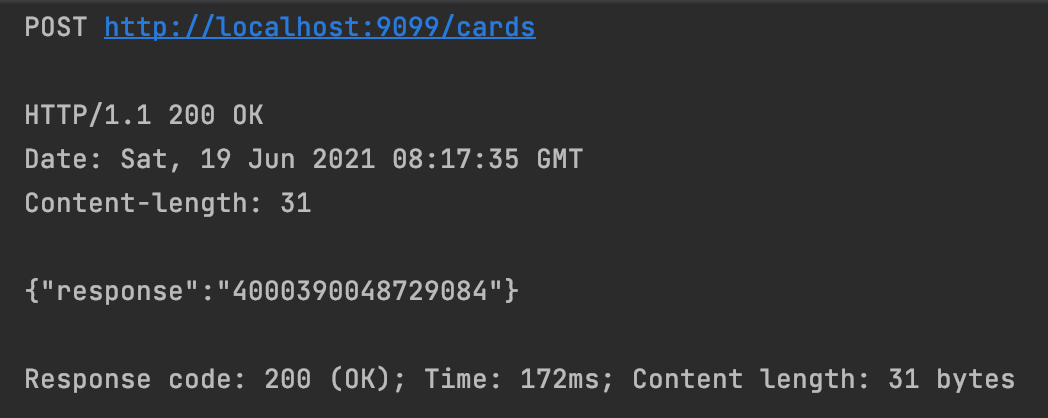 POST http://localhost:9099/cards
HTTP/1.1 200 OK
Date: Sat, 19 Jun 2021 08:17:35 GMT
Content-length: 31
{"response":"4000390048729084"}
Response code: 200 (OK); Time: 172ms; Content length: 31 bytes